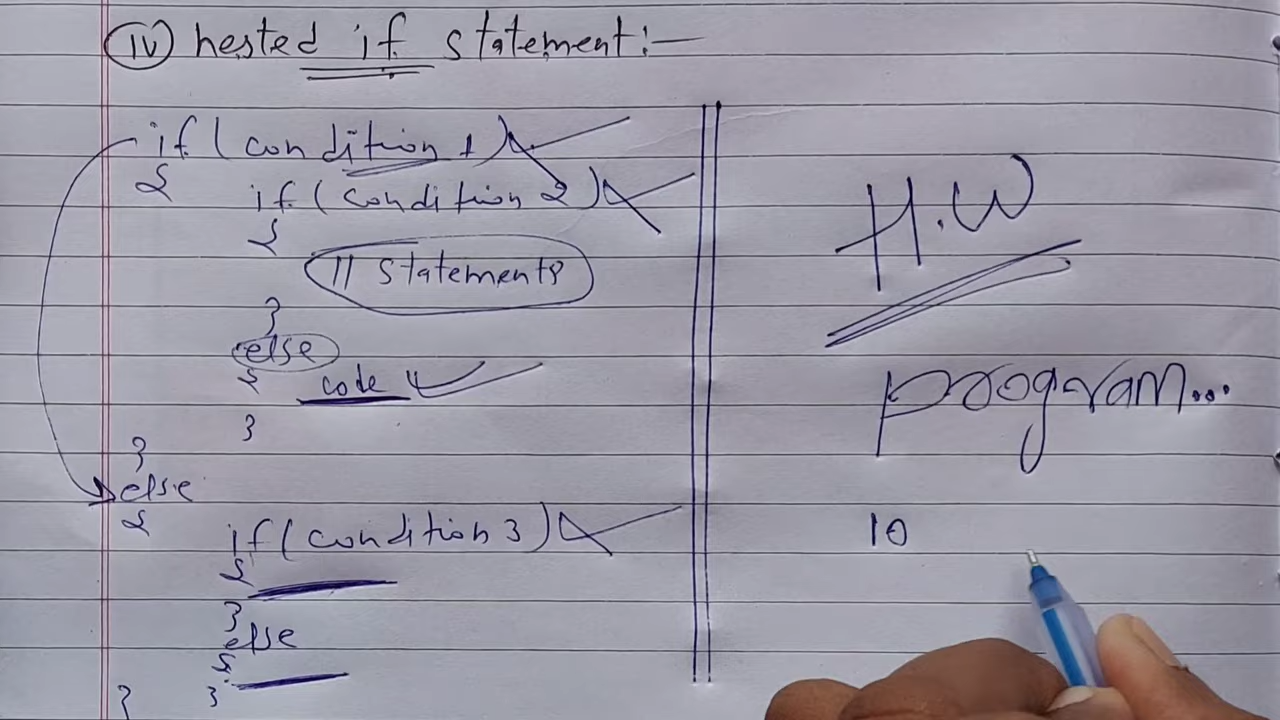 (iv) nested if statement:-
if (condition 1)
{
if (condition 2)
{
// statements
}
else
{ code
}
}
else
{
if (condition 3)
{
}
else
{
}
}
H.W
program...
10